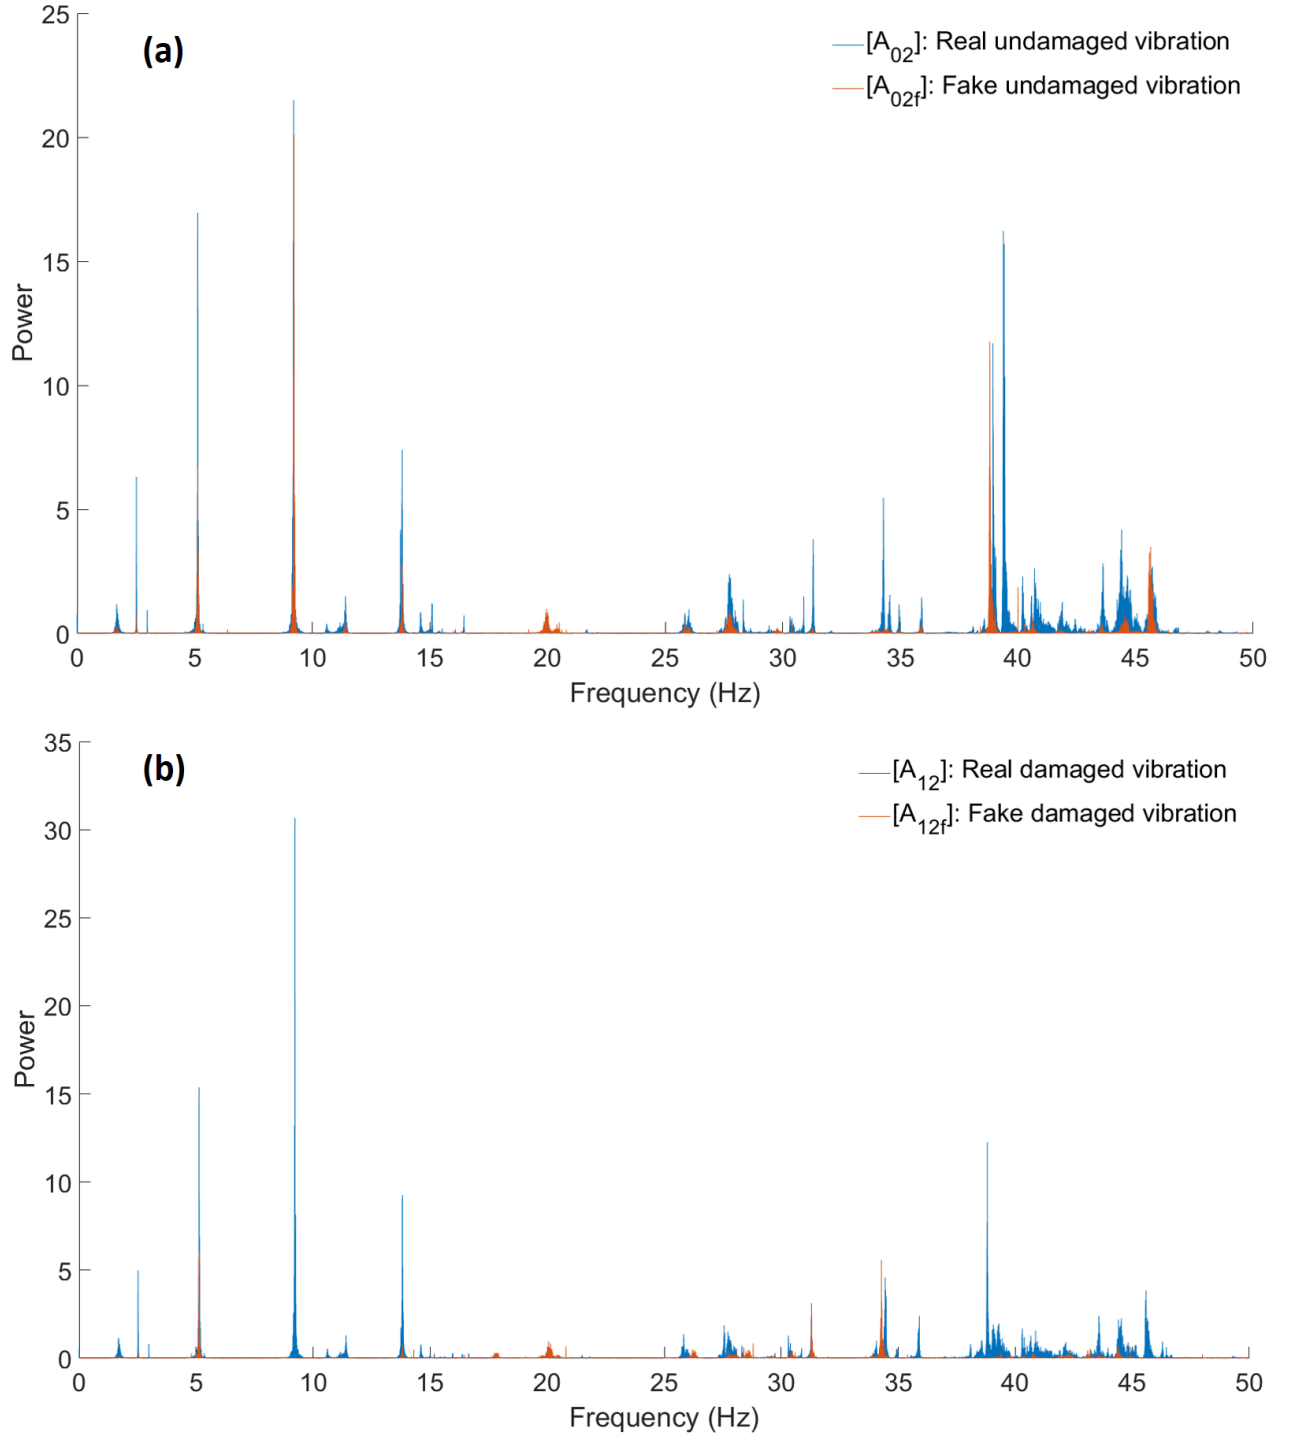 25
(a)
[A02]: Real undamaged vibration
[A02f]: Fake undamaged vibration
20
15
Power
10
5
0
0 5 10 15 20 25 30 35 40 45 50
Frequency (Hz)
35
(b)
[A12]: Real damaged vibration
[A12f]: Fake damaged vibration
30
25
20
Power
15
10
5
0
0 5 10 15 20 25 30 35 40 45 50
Frequency (Hz)